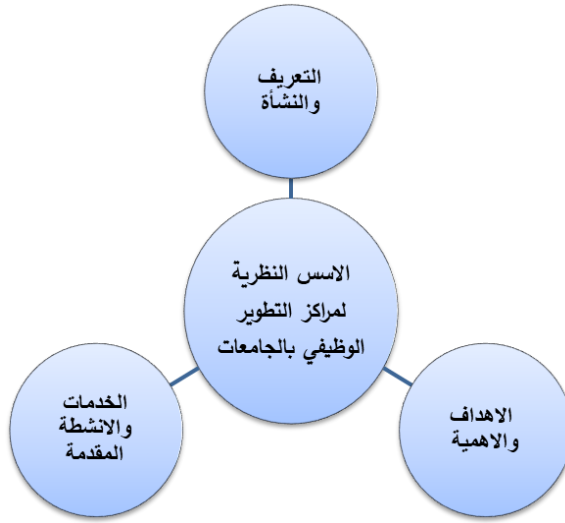 التعريف
والنشأة
الاسس النظرية
لمراكز التطوير
الوظيفي بالجامعات
الاهداف
والاهمية
الخدمات
والانشطة
المقدمة